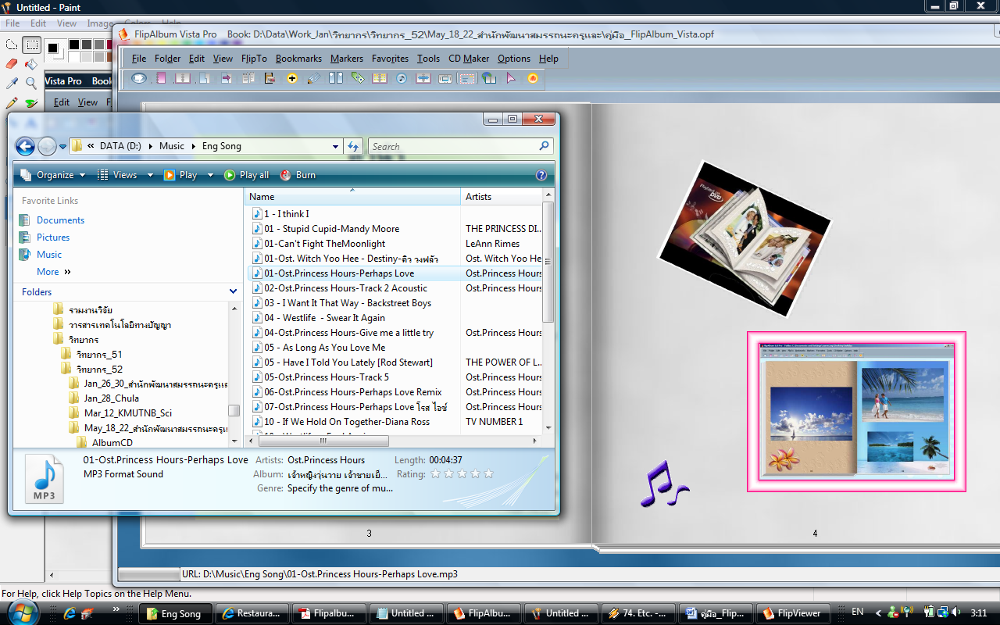 Untitled - Paint
File Edit View Image Colors Help
FlipAlbum Vista Pro Book: D:\Data\Work_Jan\วิทยากร\วิทยากร_52\May_18_22_สำนักพัฒนาสมรรถนะครูและ\คู่มือ_FlipAlbum_Vista.opf
File Folder Edit View FlipTo Bookmarks Markers Favorites Tools CD Maker Options Help
Vista Pro Book
Edit View
DATA (D:) Music Eng Song
Search
Organize Views Play Play all Burn
Favorite Links
Documents
Pictures
Music
More »
Folders
รวมงานวิจัย
วารสารเทคโนโลยีทางปัญญา
วิทยากร
วิทยากร_51
วิทยากร_52
Jan_26_30_สำนักพัฒนาสมรรถนะครูแล
Jan_28_Chula
Mar_12_KMUTNB_Sci
May_18_22_สำนักพัฒนาสมรรถนะครูแ
AlbumCD
Name Artists
1 - I think I
01 - Stupid Cupid-Mandy Moore THE PRINCESS DI...
01-Can't Fight TheMoonlight LeAnn Rimes
01-Ost. Witch Yoo Hee - Destiny-ดิว วงฟลัว Ost. Witch Yoo He
01-Ost.Princess Hours-Perhaps Love Ost.Princess Hours
02-Ost.Princess Hours-Track 2 Acoustic Ost.Princess Hours
03 - I Want It That Way - Backstreet Boys
04 - Westlife - Swear It Again
04-Ost.Princess Hours-Give me a little try Ost.Princess Hours
05 - As Long As You Love Me
05 - Have I Told You Lately [Rod Stewart] THE POWER OF L...
05-Ost.Princess Hours-Track 5 Ost.Princess Hours
06-Ost.Princess Hours-Perhaps Love Remix Ost.Princess Hours
07-Ost.Princess Hours-Perhaps Love โรส ไอซ์ Ost.Princess Hours
10 - If We Hold On Together-Diana Ross TV NUMBER 1
01-Ost.Princess Hours-Perhaps Love
MP3 Format Sound
MP3
Artists: Ost.Princess Hours
Album: เจ้าหญิงวุ่นวาย เจ้าชายเย็...
Genre: Specify the genre of mu...
Length: 00:04:37
Rating:
DVD
3
4
URL: D:\Music\Eng Song\01-Ost.Princess Hours-Perhaps Love.mp3
For Help, click Help Topics on the Help Menu.
» Eng Song Restaura... Flipalbu... Untitled ... FlipAlbu... Untitled ... 74. Etc. -... คู่มือ_Flip... FlipViewer EN 3:11